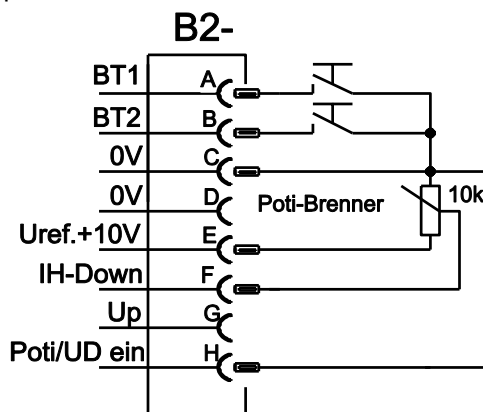 B2-
BT1 A
BT2 B
0V C
0V D
Poti-Brenner 10k
Uref.+10V E
IH-Down F
Up G
Poti/UD ein H